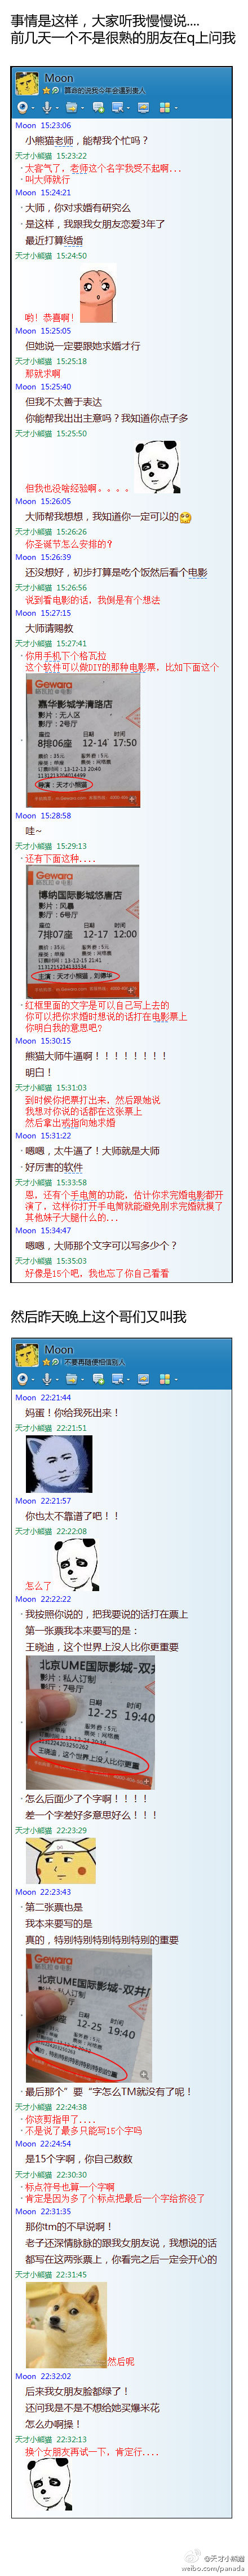 事情是这样，大家听我慢慢说....
前几天一个不是很熟的朋友在q上问我
Moon
算命的说我今年会遇到贵人
Moon 15:23:06
小熊猫老师，能帮我个忙吗？
天才小熊猫 15:23:22
太客气了，老师这个名字我受不起啊...
叫大师就行
Moon 15:24:21
大师，你对求婚有研究么
是这样，我跟我女朋友恋爱3年了
最近打算结婚
天才小熊猫 15:24:50
哟！恭喜啊！
Moon 15:25:05
但她说一定要跟她求婚才行
天才小熊猫 15:25:18
那就求啊
Moon 15:25:40
但我不太善于表达
你能帮我出出主意吗？我知道你点子多
天才小熊猫 15:25:50
但我也没啥经验啊。。。。
Moon 15:26:05
大师帮我想想，我知道你一定可以的
天才小熊猫 15:26:26
你圣诞节怎么安排的？
Moon 15:26:39
还没想好，初步打算是吃个饭然后看个电影
天才小熊猫 15:26:56
说到看电影的话，我倒是有个想法
Moon 15:27:15
大师请赐教
天才小熊猫 15:27:41
你用手机下个格瓦拉
这个软件可以做DIY的那种电影票，比如下面这个
Gewara
格瓦拉@电影
嘉华影城学清路店
影片：无人区
影厅：2号厅
座位 日期 时间
8排06座 12-14 17:50
导演：天才小熊猫
Moon 15:28:58
哇~
天才小熊猫 15:29:13
还有下面这种....
Gewara
格瓦拉@电影
博纳国际影城悠唐店
影片：风暴
影厅：6号厅
座位 日期 时间
7排07座 12-17 12:00
主演：天才小熊猫，刘德华
红框里面的文字是可以自己写上去的
你可以把你求婚时想说的话打在电影票上
你明白我的意思吧？
Moon 15:30:15
熊猫大师牛逼啊！！！！！！！！
明白！
天才小熊猫 15:31:03
到时候你把票打出来，然后跟她说
我想对你说的话都在这张票上
然后拿出戒指向她求婚
Moon 15:31:22
嗯嗯，太牛逼了！大师就是大师
好厉害的软件
天才小熊猫 15:33:58
恩，还有个手电筒的功能，估计你求完婚电影都开
演了，这样你打开手电筒就能避免刚求完婚就摸了
其他妹子大腿什么的...
Moon 15:34:47
嗯嗯，大师那个文字可以写多少个？
天才小熊猫 15:35:03
好像是15个吧，我也忘了你自己看看
然后昨天晚上这个哥们又叫我
Moon
不要再随便相信别人
Moon 22:21:44
妈蛋！你给我死出来！
天才小熊猫 22:21:51
Moon 22:21:57
你也太不靠谱了吧！！
天才小熊猫 22:22:08
怎么了
Moon 22:22:22
我按照你说的，把我要说的话打在票上
第一张票我本来要写的是：
王晓迪，这个世界上没人比你更重要
北京UME国际影城-双井
影片：私人订制
影厅：7号厅
日期 时间
12-25 19:40
王晓迪，这个世界上没人比你更重
怎么后面少了个字啊！！！！
差一个字差好多意思好么！！！
天才小熊猫 22:23:29
Moon 22:23:43
第二张票也是
我本来要写的是
真的，特别特别特别特别特别的重要
Gewara
北京UME国际影城-双井店
日期 时间
12-25 19:40
真的，特别特别特别特别特别的重
最后那个”要“字怎么TM就没有了呢！
天才小熊猫 22:24:38
你该剪指甲了....
不是说了最多只能写15个字吗
Moon 22:24:54
是15个字啊，你自己数数
天才小熊猫 22:30:30
标点符号也算一个字啊
肯定是因为多了个标点把最后一个字给挤没了
Moon 22:31:35
那你tm的不早说啊！
老子还深情脉脉的跟我女朋友说，我想说的话
都写在这两张票上，你看完之后一定会开心的
天才小熊猫 22:31:45
然后呢
Moon 22:32:02
后来我女朋友脸都绿了！
还问我是不是不想给她买爆米花
怎么办啊操！
天才小熊猫 22:32:13
换个女朋友再试一下，肯定行....
@天才小熊猫
weibo.com/panada